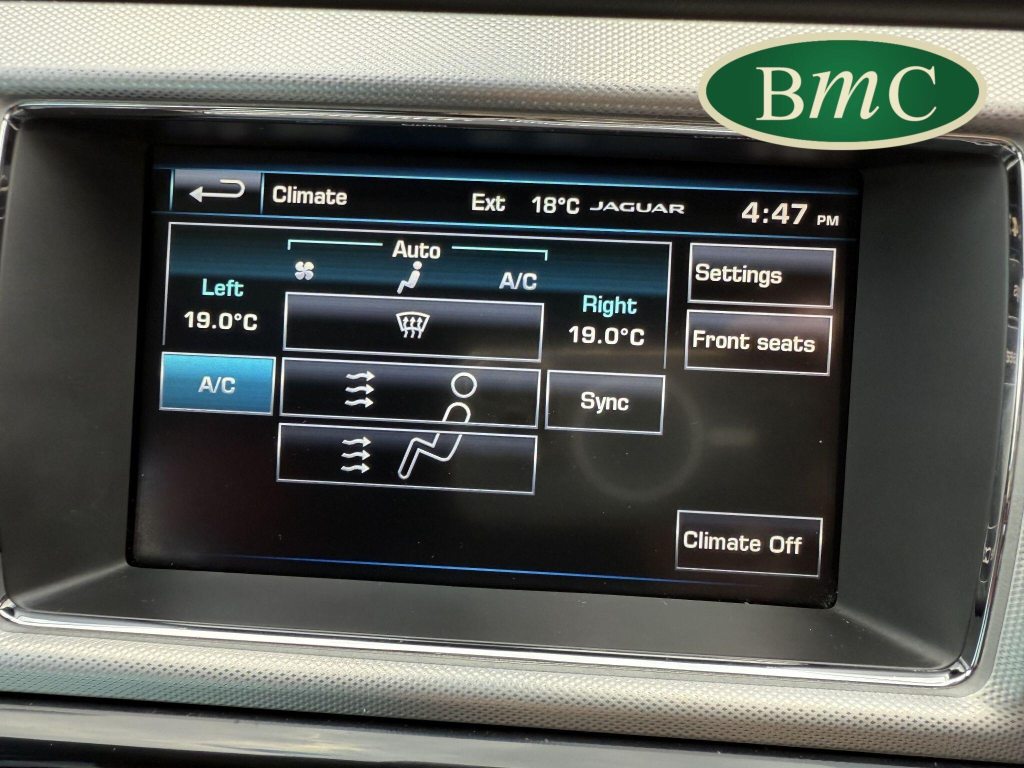 BmC
Climate
Ext 18°C JAGUAR 4:47 PM
Auto
A/C
Left
19.0°C
Right
19.0°C
Settings
Front seats
A/C
Sync
Climate Off